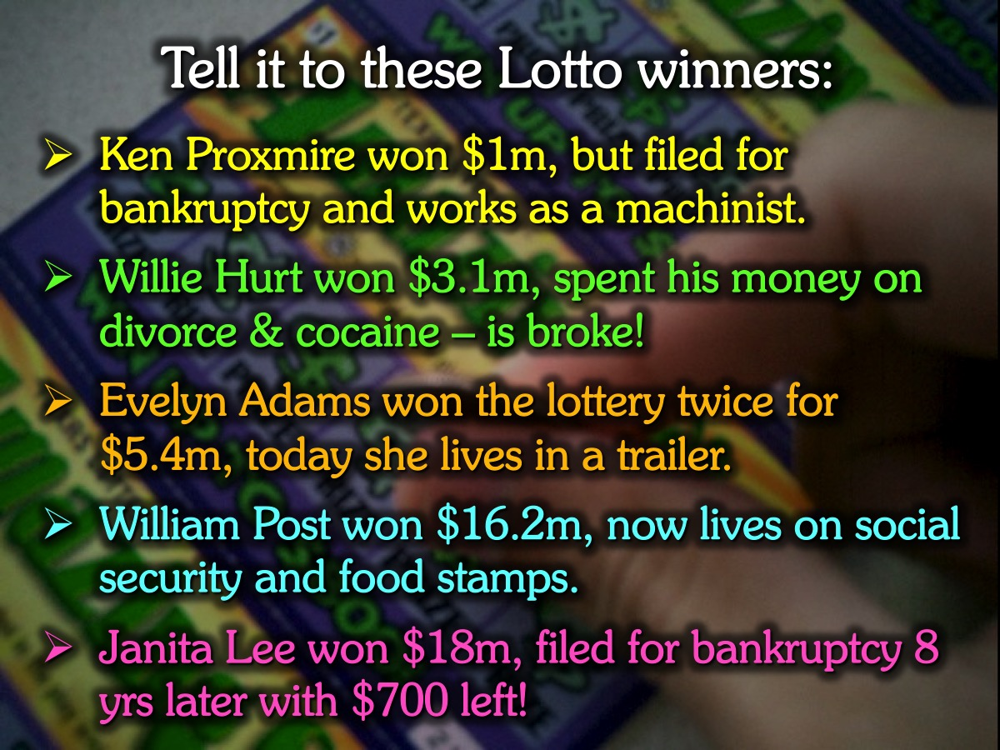 Tell it to these Lotto winners:
➢ Ken Proxmire won $1m, but filed for
bankruptcy and works as a machinist.
➢ Willie Hurt won $3.1m, spent his money on
divorce & cocaine – is broke!
➢ Evelyn Adams won the lottery twice for
$5.4m, today she lives in a trailer.
➢ William Post won $16.2m, now lives on social
security and food stamps.
➢ Janita Lee won $18m, filed for bankruptcy 8
yrs later with $700 left!